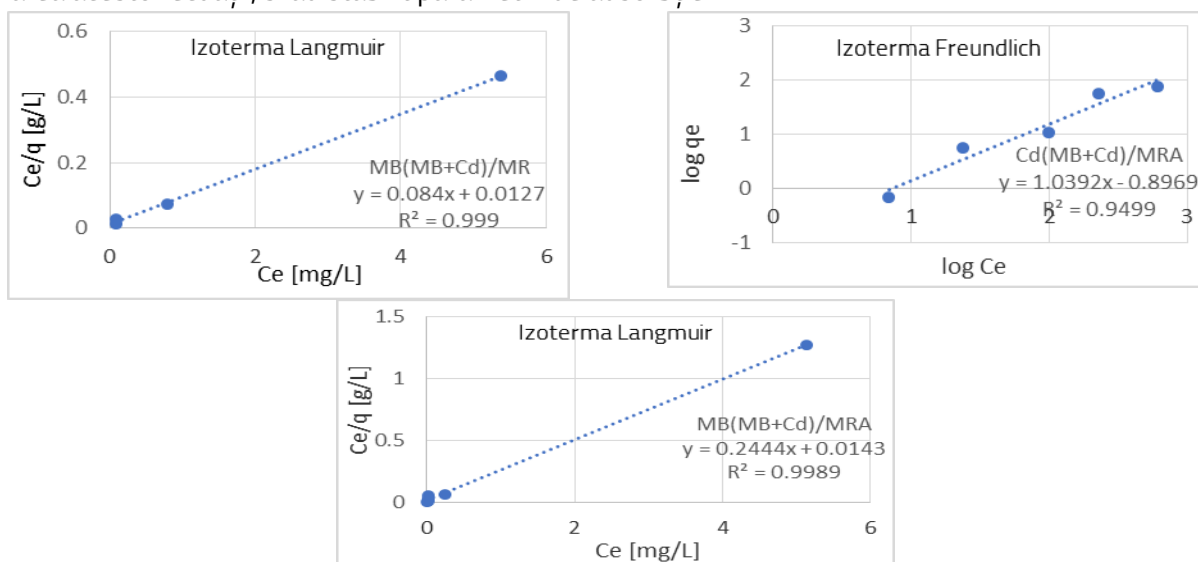 Izoterma Langmuir
0.6
0.4
0.2
0
Ce/q [g/L]
MB(MB+Cd)/MR
y = 0.084x + 0.0127
R² = 0.999
0 2 4 6
Ce [mg/L]
Izoterma Freundlich
3
2
1
0
-1
log qe
Cd(MB+Cd)/MRA
y = 1.0392x - 0.8969
R² = 0.9499
0 1 2 3
log Ce
Izoterma Langmuir
1.5
1
0.5
0
Ce/q [g/L]
MB(MB+Cd)/MRA
y = 0.2444x + 0.0143
R² = 0.9989
0 2 4 6
Ce [mg/L]